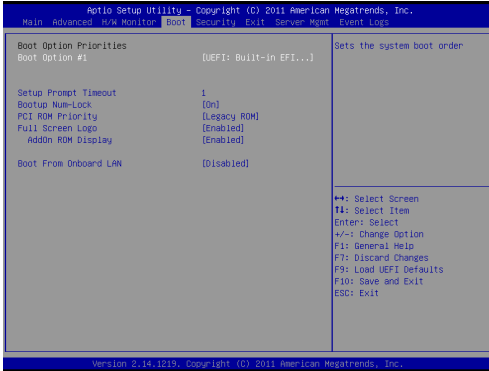 Aptio Setup Utility – Copyright (C) 2011 American Megatrends, Inc.
Main Advanced H/W Monitor Boot Security Exit Server Mgmt Event Logs
Boot Option Priorities
Boot Option #1 [UEFI: Built-in EFI...]
Setup Prompt Timeout 1
Bootup Num-Lock [On]
PCI ROM Priority [Legacy ROM]
Full Screen Logo [Enabled]
AddOn ROM Display [Enabled]
Boot From Onboard LAN [Disabled]
Sets the system boot order
↔: Select Screen
↑↓: Select Item
Enter: Select
+/-: Change Option
F1: General Help
F7: Discard Changes
F9: Load UEFI Defaults
F10: Save and Exit
ESC: Exit
Version 2.14.1219. Copyright (C) 2011 American Megatrends, Inc.